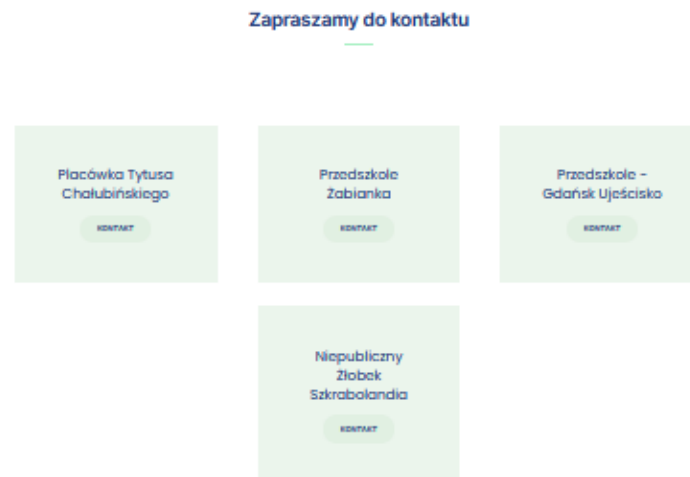 Zapraszamy do kontaktu
Placówka Tytusa
Chałubińskiego
KONTAKT
Przedszkole
Żabianka
KONTAKT
Przedszkole -
Gdańsk Ujeścisko
KONTAKT
Niepubliczny
Żłobek
Szkrabolandia
KONTAKT